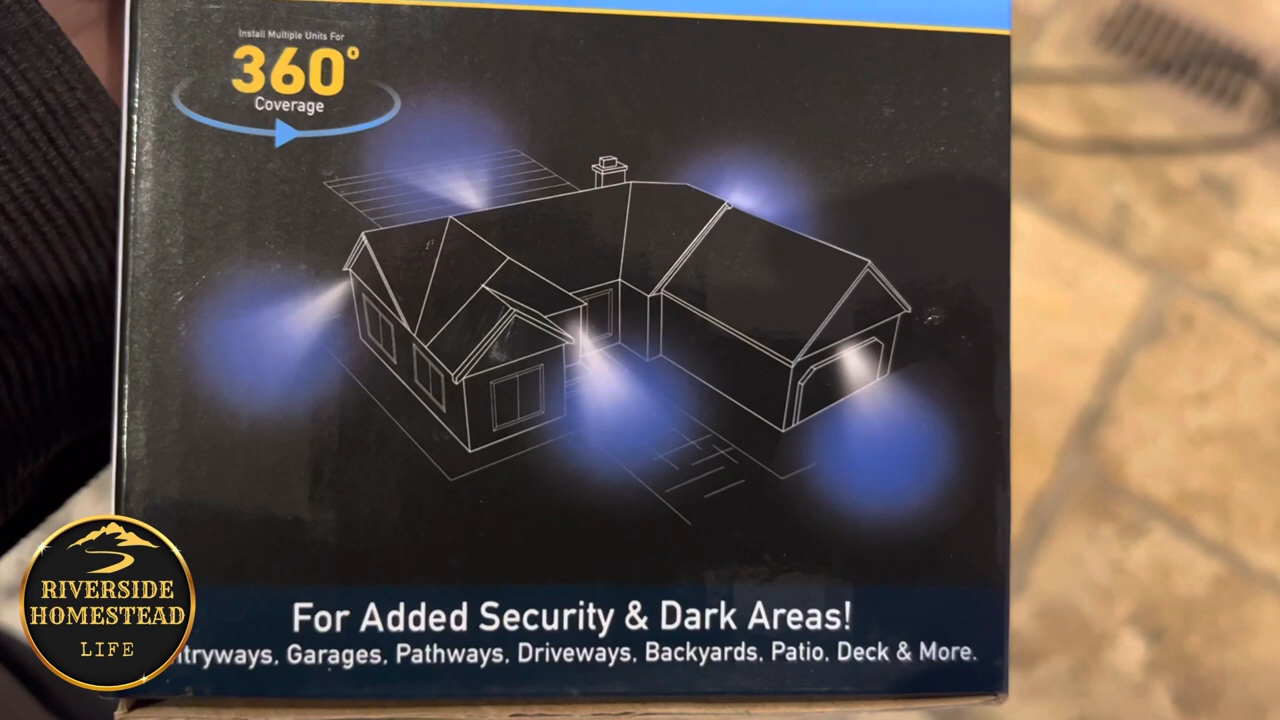 Install Multiple Units For
360°
Coverage
For Added Security & Dark Areas!
Garages, Pathways, Driveways, Backyards, Patio, Deck & More.
RIVERSIDE
HOMESTEAD
LIFE